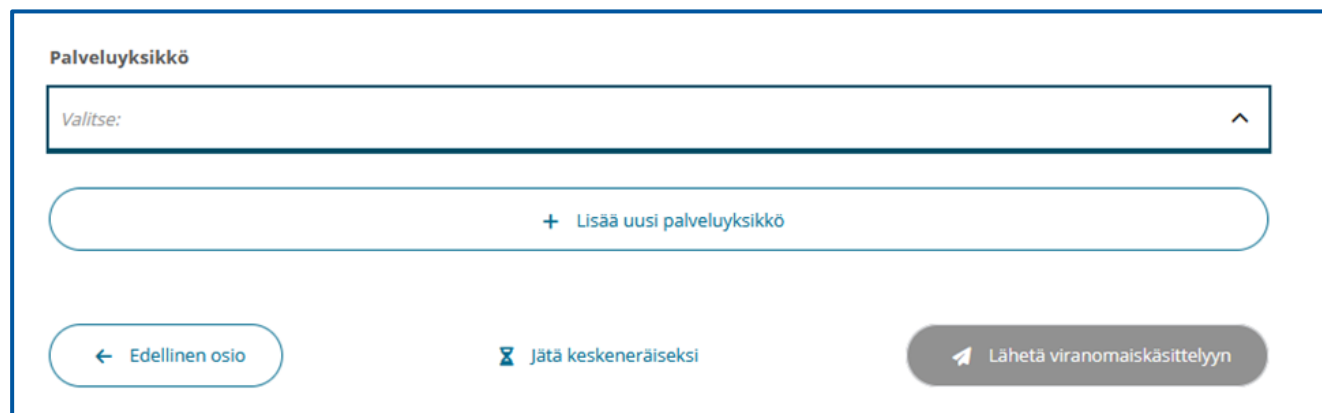 Palveluyksikkö
Valitse:
+ Lisää uusi palveluyksikkö
← Edellinen osio
Jätä keskeneräiseksi
Lähetä viranomaiskäsittelyyn